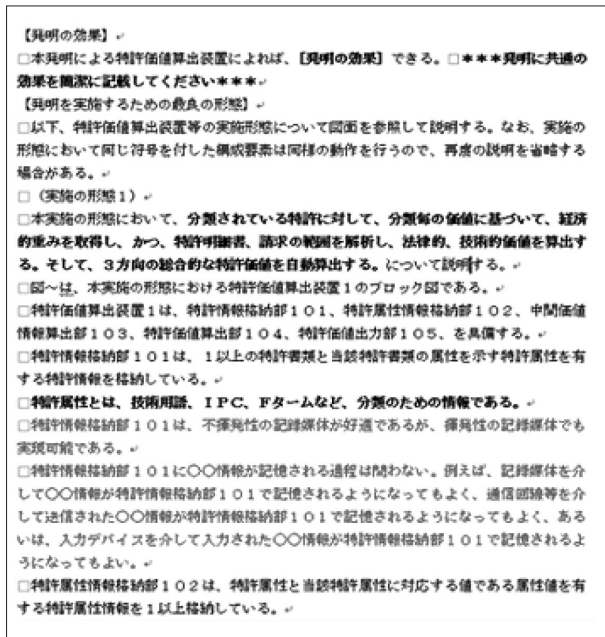 【発明の効果】↵
□本発明による特許価値算出装置によれば、【発明の効果】できる。□＊＊＊発明に共通の
効果を簡潔に記載してください＊＊＊↵
【発明を実施するための最良の形態】↵
□以下、特許価値算出装置等の実施形態について図面を参照して説明する。なお、実施の
形態において同じ符号を付した構成要素は同様の動作を行うので、再度の説明を省略する
場合がある。↵
□（実施の形態１）↵
□本実施の形態において、分類されている特許に対して、分類毎の価値に基づいて、経済
的重みを取得し、かつ、特許明細書、請求の範囲を解析し、法律的、技術的価値を算出す
る。そして、３方向の総合的な特許価値を自動算出する。について説明する。↵
□図～は、本実施の形態における特許価値算出装置１のブロック図である。↵
□特許価値算出装置１は、特許情報格納部１０１、特許属性情報格納部１０２、中間価値
情報算出部１０３、特許価値算出部１０４、特許価値出力部１０５、を具備する。↵
□特許情報格納部１０１は、１以上の特許書類と当該特許書類の属性を示す特許属性を有
する特許情報を格納している。↵
□特許属性とは、技術用語、ＩＰＣ、Ｆタームなど、分類のための情報である。↵
□特許情報格納部１０１は、不揮発性の記録媒体が好適であるが、揮発性の記録媒体でも
実現可能である。↵
□特許情報格納部１０１に〇〇情報が記憶される過程は問わない。例えば、記録媒体を介
して〇〇情報が特許情報格納部１０１で記憶されるようになってもよく、通信回線等を介
して送信された〇〇情報が特許情報格納部１０１で記憶されるようになってもよく、ある
いは、入力デバイスを介して入力された〇〇情報が特許情報格納部１０１で記憶されるよ
うになってもよい。↵
□特許属性情報格納部１０２は、特許属性と当該特許属性に対応する値である属性値を有
する特許属性情報を１以上格納している。↵